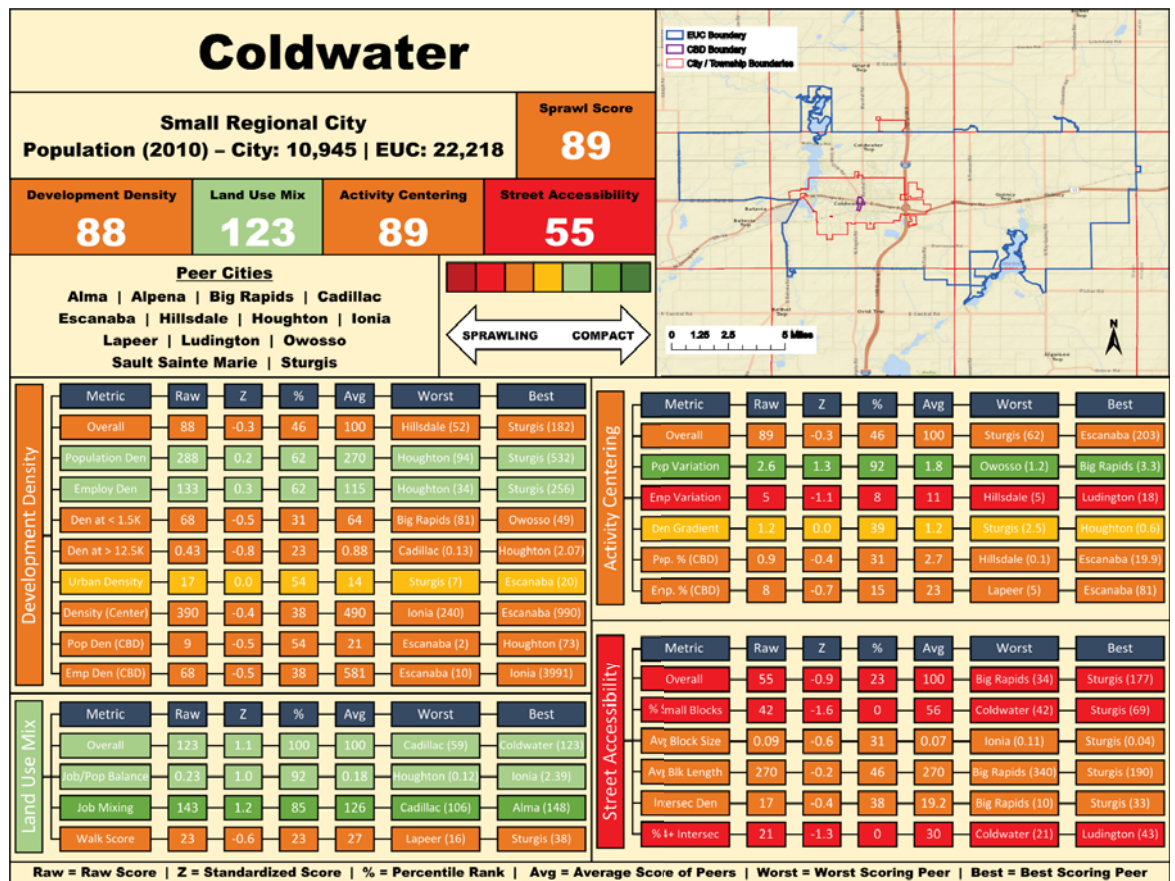 Coldwater
Small Regional City
Population (2010) – City: 10,945 | EUC: 22,218
Sprawl Score
89
Development Density
88
Land Use Mix
123
Activity Centering
89
Street Accessibility
55
Peer Cities
Alma | Alpena | Big Rapids | Cadillac
Escanaba | Hillsdale | Houghton | Ionia
Lapeer | Ludington | Owosso
Sault Sainte Marie | Sturgis
SPRAWLING COMPACT
EUC Boundary
CBD Boundary
City / Township Boundaries
Girard Twp
Coldwater Twp
Coldwater
Batavia
Batavia Twp
Quincy Twp
Quincy
Bethel Twp
Ovid Twp
Algansee Twp
0 1.25 2.5 5 Miles
N
Development Density
Metric Raw Z % Avg Worst Best
Overall 88 -0.3 46 100 Hillsdale (52) Sturgis (182)
Population Den 288 0.2 62 270 Houghton (94) Sturgis (532)
Employ Den 133 0.3 62 115 Houghton (34) Sturgis (256)
Den at < 1.5K 68 -0.5 31 64 Big Rapids (81) Owosso (49)
Den at > 12.5K 0.43 -0.8 23 0.88 Cadillac (0.13) Houghton (2.07)
Urban Density 17 0.0 54 14 Sturgis (7) Escanaba (20)
Density (Center) 390 -0.4 38 490 Ionia (240) Escanaba (990)
Pop Den (CBD) 9 -0.5 54 21 Escanaba (2) Houghton (73)
Emp Den (CBD) 68 -0.5 38 581 Escanaba (10) Ionia (3991)
Land Use Mix
Metric Raw Z % Avg Worst Best
Overall 123 1.1 100 100 Cadillac (59) Coldwater (123)
Job/Pop Balance 0.23 1.0 92 0.18 Houghton (0.12) Ionia (2.39)
Job Mixing 143 1.2 85 126 Cadillac (106) Alma (148)
Walk Score 23 -0.6 23 27 Lapeer (16) Sturgis (38)
Activity Centering
Metric Raw Z % Avg Worst Best
Overall 89 -0.3 46 100 Sturgis (62) Escanaba (203)
Pop Variation 2.6 1.3 92 1.8 Owosso (1.2) Big Rapids (3.3)
Emp Variation 5 -1.1 8 11 Hillsdale (5) Ludington (18)
Den Gradient 1.2 0.0 39 1.2 Sturgis (2.5) Houghton (0.6)
Pop. % (CBD) 0.9 -0.4 31 2.7 Hillsdale (0.1) Escanaba (19.9)
Emp. % (CBD) 8 -0.7 15 23 Lapeer (5) Escanaba (81)
Street Accessibility
Metric Raw Z % Avg Worst Best
Overall 55 -0.9 23 100 Big Rapids (34) Sturgis (177)
% Small Blocks 42 -1.6 0 56 Coldwater (42) Sturgis (69)
Avg Block Size 0.09 -0.6 31 0.07 Ionia (0.11) Sturgis (0.04)
Avg Blk Length 270 -0.2 46 270 Big Rapids (340) Sturgis (190)
Intersec Den 17 -0.4 38 19.2 Big Rapids (10) Sturgis (33)
% 4+ Intersec 21 -1.3 0 30 Coldwater (21) Ludington (43)
Raw = Raw Score | Z = Standardized Score | % = Percentile Rank | Avg = Average Score of Peers | Worst = Worst Scoring Peer | Best = Best Scoring Peer